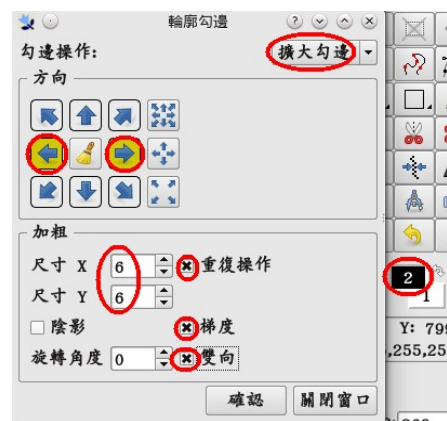 輪廓勾邊
勾邊操作: 擴大勾邊
方向
加粗
尺寸 X 6 重復操作
尺寸 Y 6
陰影 梯度
旋轉角度 0 雙向
確認 關閉窗口
2
1
Y: 799
,255,25